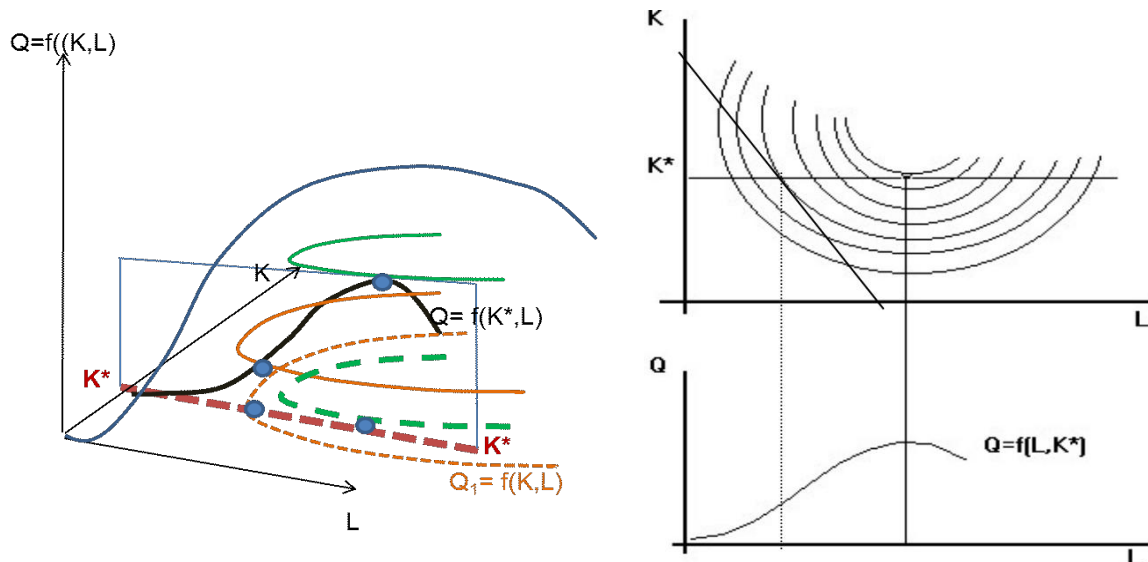 Q=f((K,L)
K
Q= f(K*,L)
K*
K*
Q1= f(K,L)
L
K
K*
L
Q
Q=f(L,K*)
L